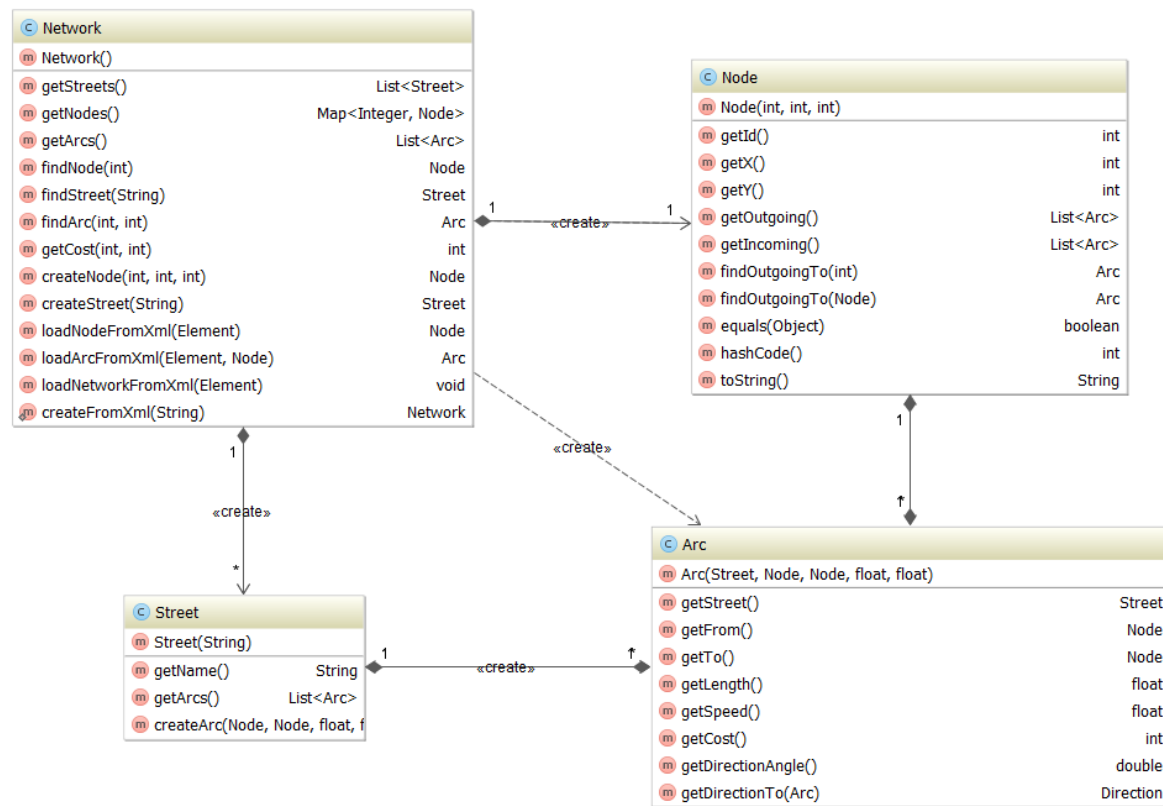 Network
Network()
getStreets() List<Street>
getNodes() Map<Integer, Node>
getArcs() List<Arc>
findNode(int) Node
findStreet(String) Street
findArc(int, int) Arc
getCost(int, int) int
createNode(int, int, int) Node
createStreet(String) Street
loadNodeFromXml(Element) Node
loadArcFromXml(Element, Node) Arc
loadNetworkFromXml(Element) void
createFromXml(String) Network
1
«create»
1
Node
Node(int, int, int)
getId() int
getX() int
getY() int
getOutgoing() List<Arc>
getIncoming() List<Arc>
findOutgoingTo(int) Arc
findOutgoingTo(Node) Arc
equals(Object) boolean
hashCode() int
toString() String
1
«create»
*
«create»
1
Street
Street(String)
getName() String
getArcs() List<Arc>
createArc(Node, Node, float, f
1
«create»
Arc
Arc(Street, Node, Node, float, float)
getStreet() Street
getFrom() Node
getTo() Node
getLength() float
getSpeed() float
getCost() int
getDirectionAngle() double
getDirectionTo(Arc) Direction